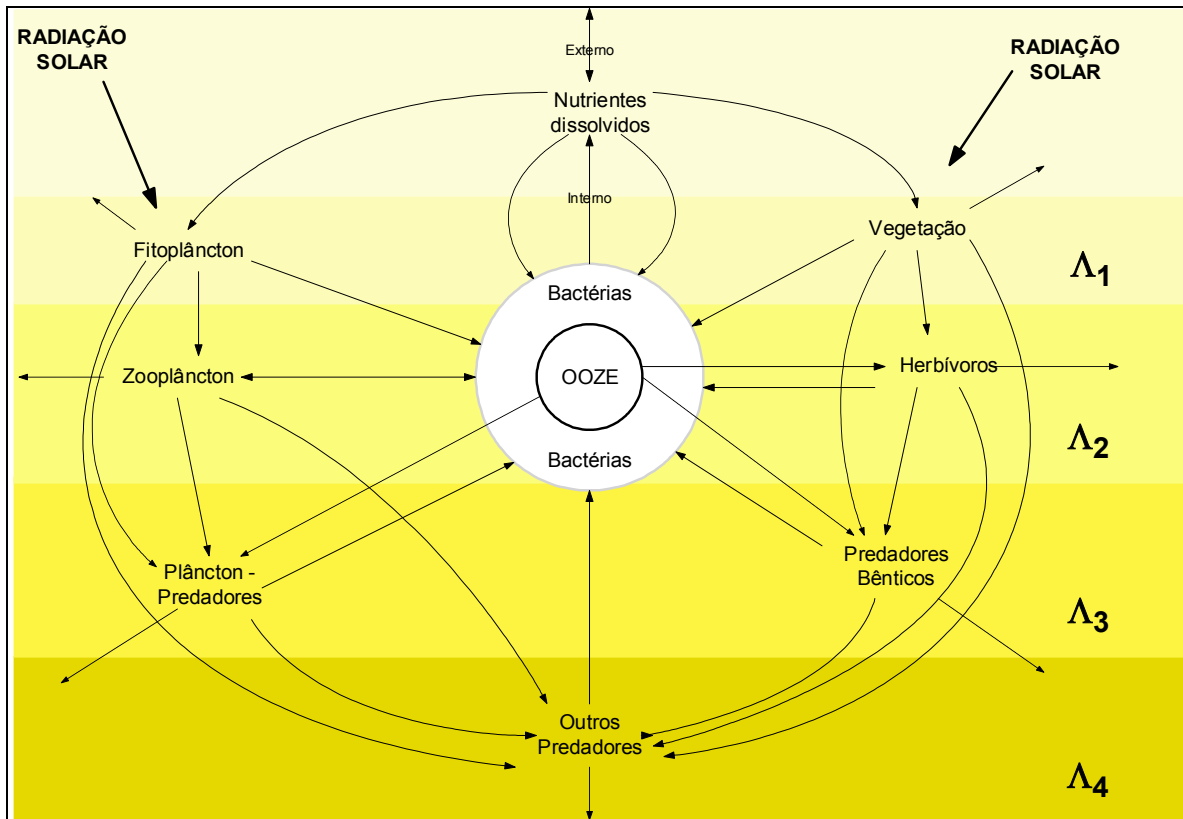 RADIAÇÃO
SOLAR
Externo
RADIAÇÃO
SOLAR
Nutrientes
dissolvidos
Interno
Fitoplâncton
Vegetação
Λ1
Bactérias
Zooplâncton
OOZE
Herbívoros
Λ2
Bactérias
Plâncton -
Predadores
Predadores
Bênticos
Λ3
Outros
Predadores
Λ4